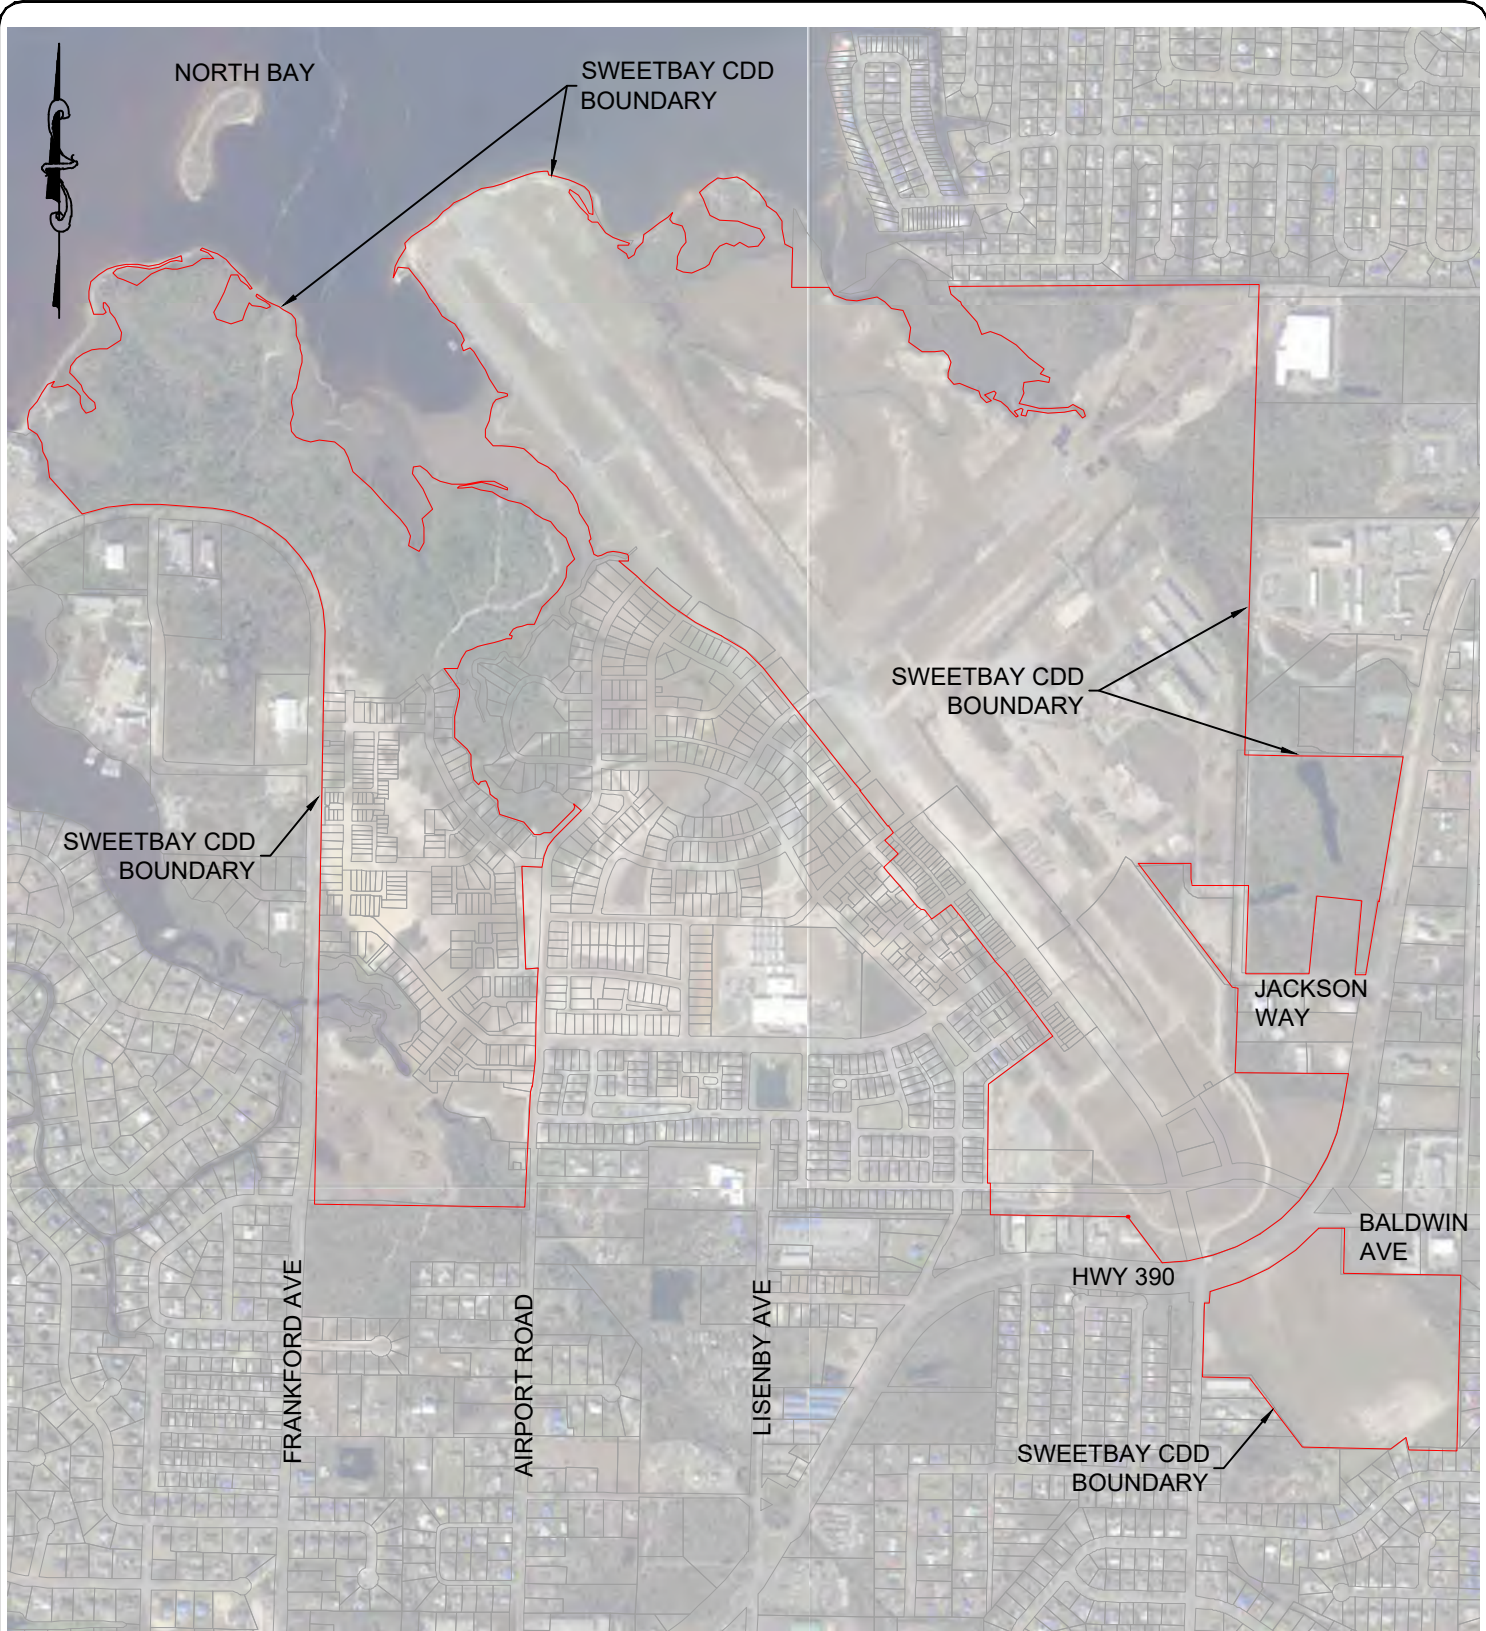 NORTH BAY
SWEETBAY CDD
BOUNDARY
SWEETBAY CDD
BOUNDARY
SWEETBAY CDD
BOUNDARY
JACKSON
WAY
BALDWIN
AVE
HWY 390
FRANKFORD AVE
AIRPORT ROAD
LISENBY AVE
SWEETBAY CDD
BOUNDARY